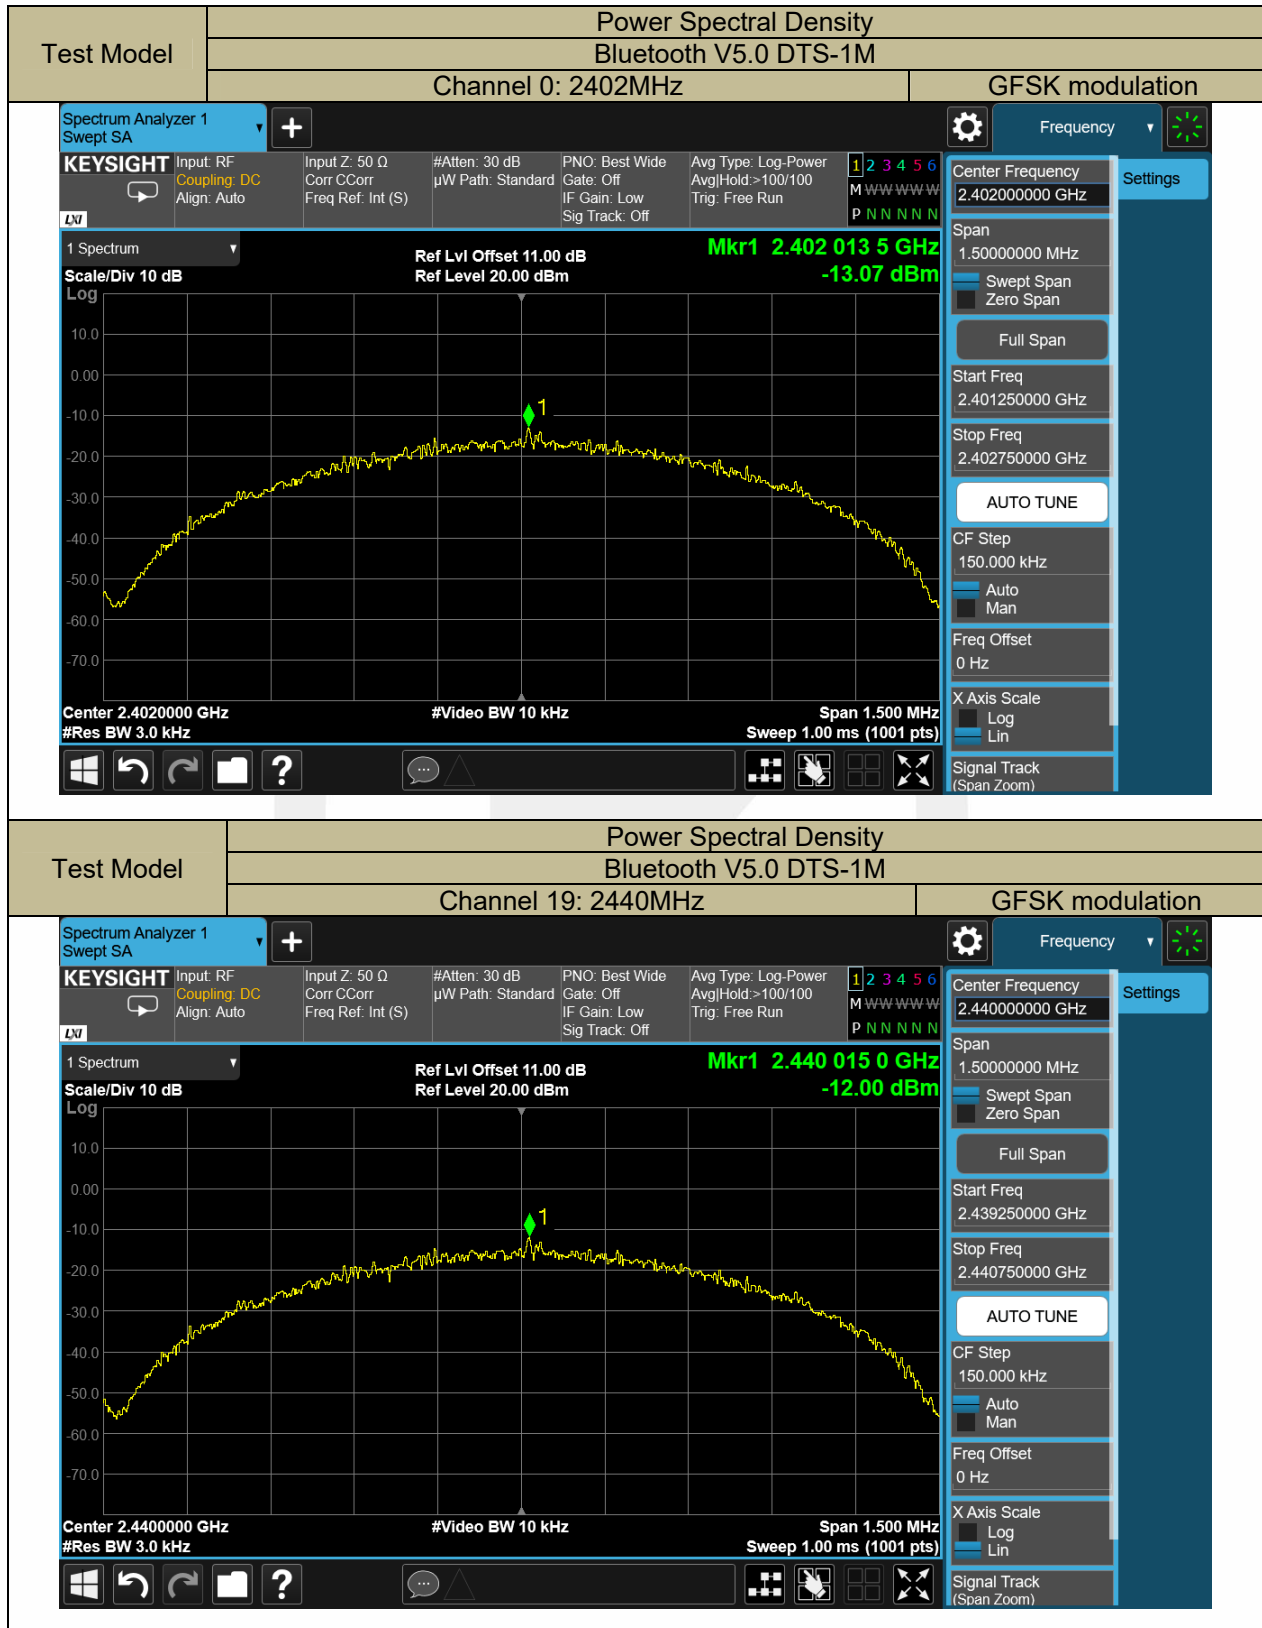 Test Model
Power Spectral Density
Bluetooth V5.0 DTS-1M
Channel 0: 2402MHz GFSK modulation
Spectrum Analyzer 1
Swept SA
Frequency
KEYSIGHT Input: RF Input Z: 50 Ω #Atten: 30 dB PNO: Best Wide Avg Type: Log-Power 1 2 3 4 5 6
Coupling: DC Corr CCorr µW Path: Standard Gate: Off Avg|Hold:>100/100 M W W W W W
Align: Auto Freq Ref: Int (S) IF Gain: Low Trig: Free Run
LXI Sig Track: Off P N N N N N
1 Spectrum
Scale/Div 10 dB
Ref Lvl Offset 11.00 dB
Ref Level 20.00 dBm
Mkr1 2.402 013 5 GHz
-13.07 dBm
Log
10.0
0.00
-10.0
-20.0
-30.0
-40.0
-50.0
-60.0
-70.0
1
Center 2.4020000 GHz #Video BW 10 kHz Span 1.500 MHz
#Res BW 3.0 kHz Sweep 1.00 ms (1001 pts)
Center Frequency
2.402000000 GHz
Settings
Span
1.50000000 MHz
Swept Span
Zero Span
Full Span
Start Freq
2.401250000 GHz
Stop Freq
2.402750000 GHz
AUTO TUNE
CF Step
150.000 kHz
Auto
Man
Freq Offset
0 Hz
X Axis Scale
Log
Lin
Signal Track
(Span Zoom)
Test Model
Power Spectral Density
Bluetooth V5.0 DTS-1M
Channel 19: 2440MHz GFSK modulation
Spectrum Analyzer 1
Swept SA
Frequency
KEYSIGHT Input: RF Input Z: 50 Ω #Atten: 30 dB PNO: Best Wide Avg Type: Log-Power 1 2 3 4 5 6
Coupling: DC Corr CCorr µW Path: Standard Gate: Off Avg|Hold:>100/100 M W W W W W
Align: Auto Freq Ref: Int (S) IF Gain: Low Trig: Free Run
LXI Sig Track: Off P N N N N N
1 Spectrum
Scale/Div 10 dB
Ref Lvl Offset 11.00 dB
Ref Level 20.00 dBm
Mkr1 2.440 015 0 GHz
-12.00 dBm
Log
10.0
0.00
-10.0
-20.0
-30.0
-40.0
-50.0
-60.0
-70.0
1
Center 2.4400000 GHz #Video BW 10 kHz Span 1.500 MHz
#Res BW 3.0 kHz Sweep 1.00 ms (1001 pts)
Center Frequency
2.440000000 GHz
Settings
Span
1.50000000 MHz
Swept Span
Zero Span
Full Span
Start Freq
2.439250000 GHz
Stop Freq
2.440750000 GHz
AUTO TUNE
CF Step
150.000 kHz
Auto
Man
Freq Offset
0 Hz
X Axis Scale
Log
Lin
Signal Track
(Span Zoom)